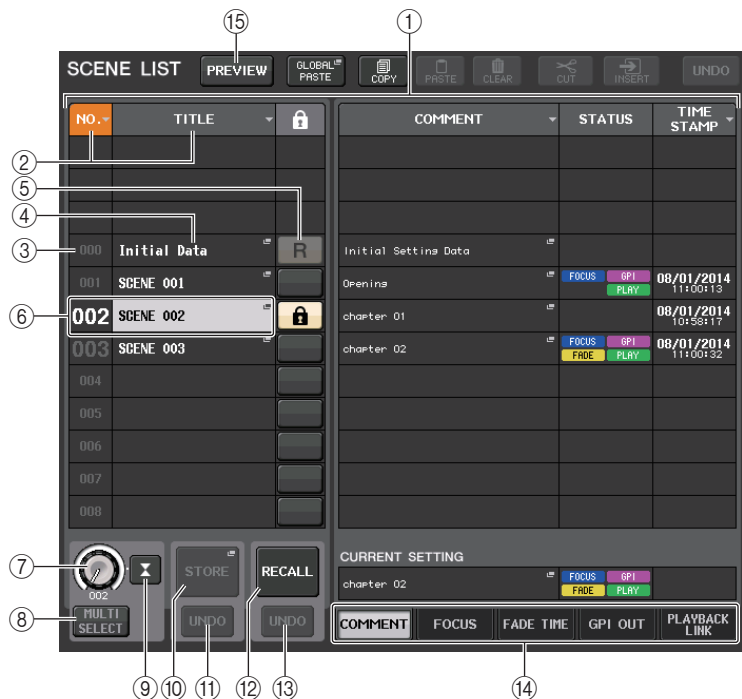 ⑮ ①
SCENE LIST PREVIEW GLOBAL PASTE COPY PASTE CLEAR CUT INSERT UNDO
NO. TITLE COMMENT STATUS TIME STAMP
②
⑤
④
③ 000 Initial Data R Initial Setting Data
001 SCENE 001 Opening FOCUS GPI PLAY 08/01/2014 11:00:13
⑥ 002 SCENE 002 chapter 01 08/01/2014 10:58:17
003 SCENE 003 chapter 02 FOCUS GPI FADE PLAY 08/01/2014 11:00:32
004
005
006
007
008
CURRENT SETTING
⑦ 002 STORE RECALL chapter 02 FOCUS GPI FADE PLAY
⑧ MULTI SELECT UNDO UNDO COMMENT FOCUS FADE TIME GPI OUT PLAYBACK LINK
⑨ ⑩ ⑪ ⑫ ⑬ ⑭